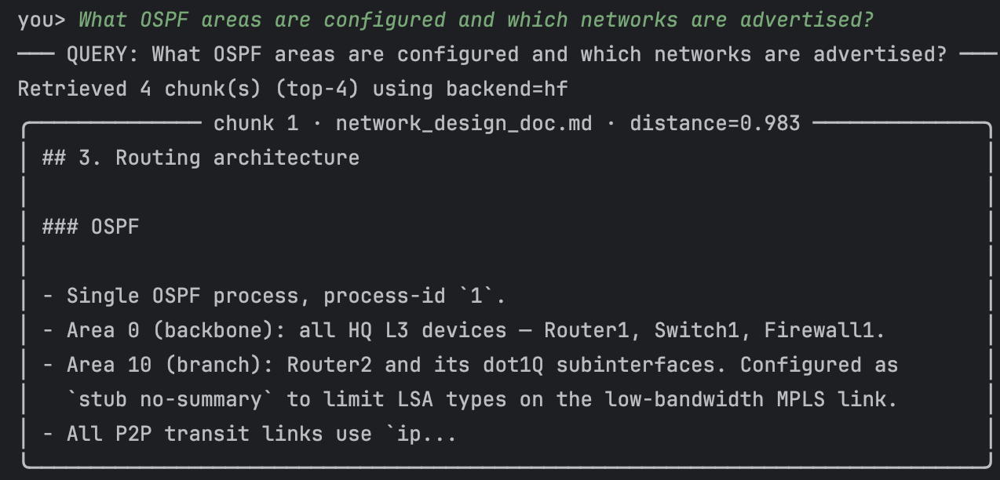 you> What OSPF areas are configured and which networks are advertised?
─── QUERY: What OSPF areas are configured and which networks are advertised? ───
Retrieved 4 chunk(s) (top-4) using backend=hf
chunk 1 · network_design_doc.md · distance=0.983
## 3. Routing architecture
### OSPF
- Single OSPF process, process-id `1`.
- Area 0 (backbone): all HQ L3 devices — Router1, Switch1, Firewall1.
- Area 10 (branch): Router2 and its dot1Q subinterfaces. Configured as
`stub no-summary` to limit LSA types on the low-bandwidth MPLS link.
- All P2P transit links use `ip...